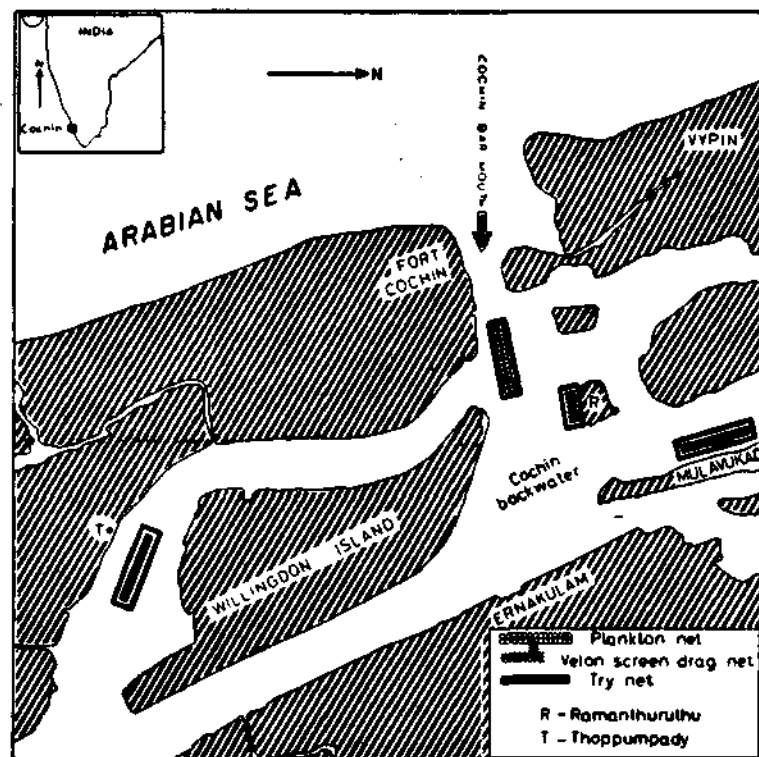 INDIA
N
Cochin
N
COCHIN BAR MOUTH
VYPIN
ARABIAN SEA
FORT
COCHIN
R
Cochin
backwater
MULAVUKAD
T
WILLINGDON ISLAND
ERNAKULAM
Plankton net
Velon screen drag net
Try net
R - Ramanthuruthu
T - Thoppumpady